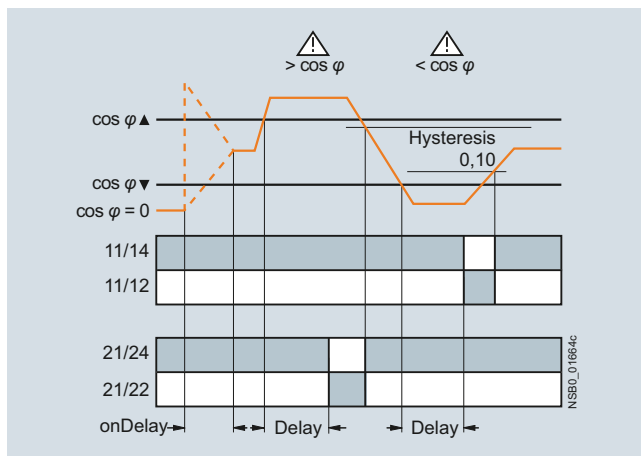 > cos φ
< cos φ
cos φ ▲
Hysteresis
0,10
cos φ ▼
cos φ = 0
11/14
11/12
21/24
21/22
onDelay
Delay
Delay
NSB0_01664c